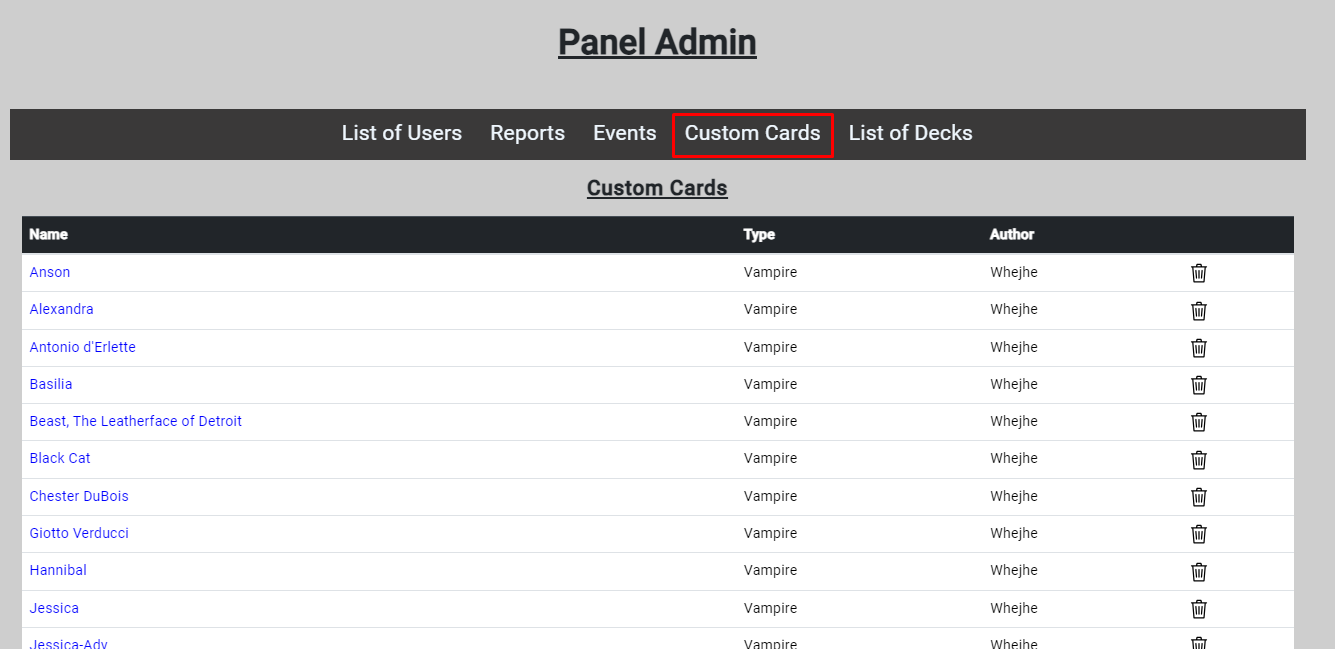 Panel Admin
List of Users Reports Events Custom Cards List of Decks
Custom Cards
Name Type Author
Anson Vampire Whejhe
Alexandra Vampire Whejhe
Antonio d'Erlette Vampire Whejhe
Basilia Vampire Whejhe
Beast, The Leatherface of Detroit Vampire Whejhe
Black Cat Vampire Whejhe
Chester DuBois Vampire Whejhe
Giotto Verducci Vampire Whejhe
Hannibal Vampire Whejhe
Jessica Vampire Whejhe
Vampire Whejhe